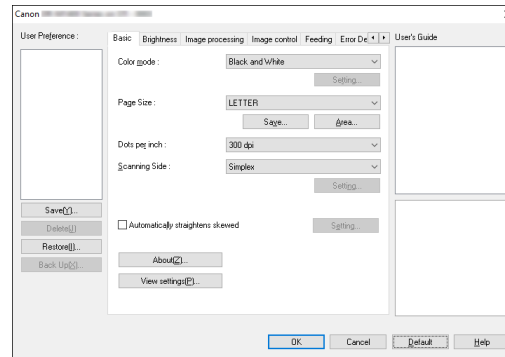 Canon
User Preference :
Basic Brightness Image processing Image control Feeding Error De
User's Guide
Color mode : Black and White
Setting...
Page Size : LETTER
Save... Area...
Dots per inch : 300 dpi
Scanning Side : Simplex
Setting...
Save(Y)...
Delete(J)
Automatically straightens skewed Setting...
Restore(I)...
Back Up(X)...
About(Z)...
View settings(P)...
OK Cancel Default Help